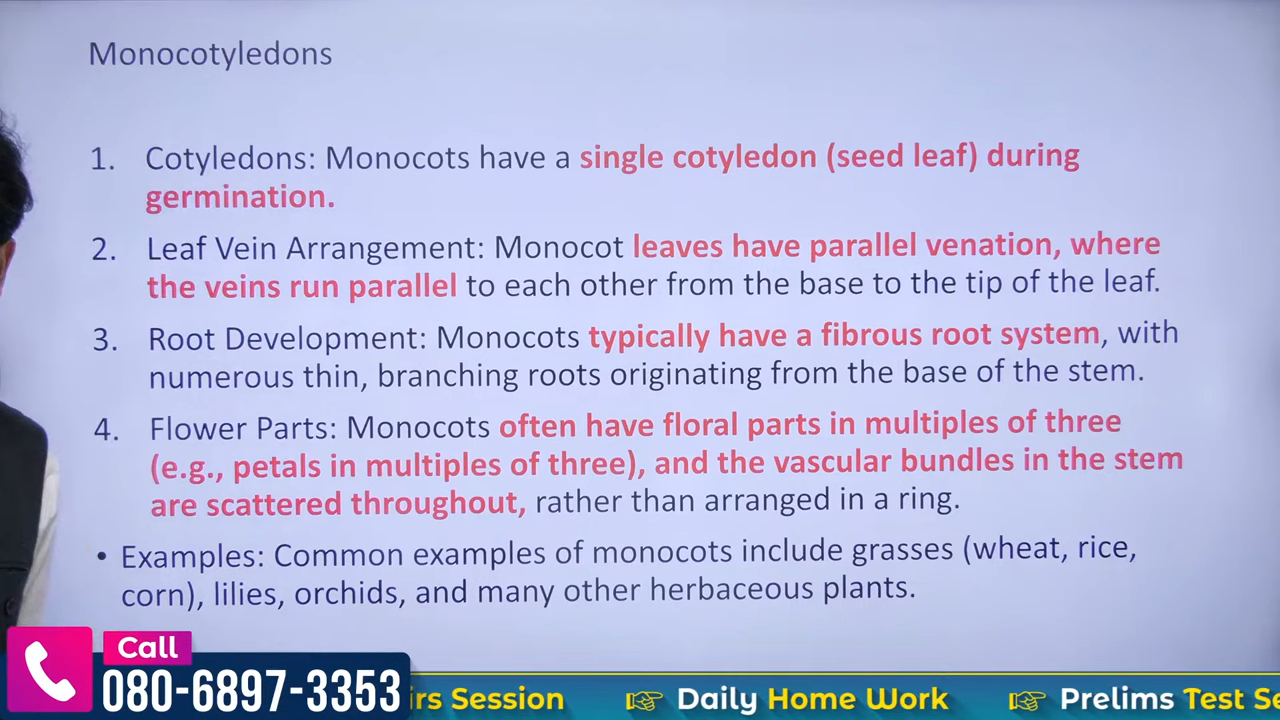 Monocotyledons
1. Cotyledons: Monocots have a single cotyledon (seed leaf) during
germination.
2. Leaf Vein Arrangement: Monocot leaves have parallel venation, where
the veins run parallel to each other from the base to the tip of the leaf.
3. Root Development: Monocots typically have a fibrous root system, with
numerous thin, branching roots originating from the base of the stem.
4. Flower Parts: Monocots often have floral parts in multiples of three
(e.g., petals in multiples of three), and the vascular bundles in the stem
are scattered throughout, rather than arranged in a ring.
• Examples: Common examples of monocots include grasses (wheat, rice,
corn), lilies, orchids, and many other herbaceous plants.
Call
080-6897-3353
Session Daily Home Work Prelims Test